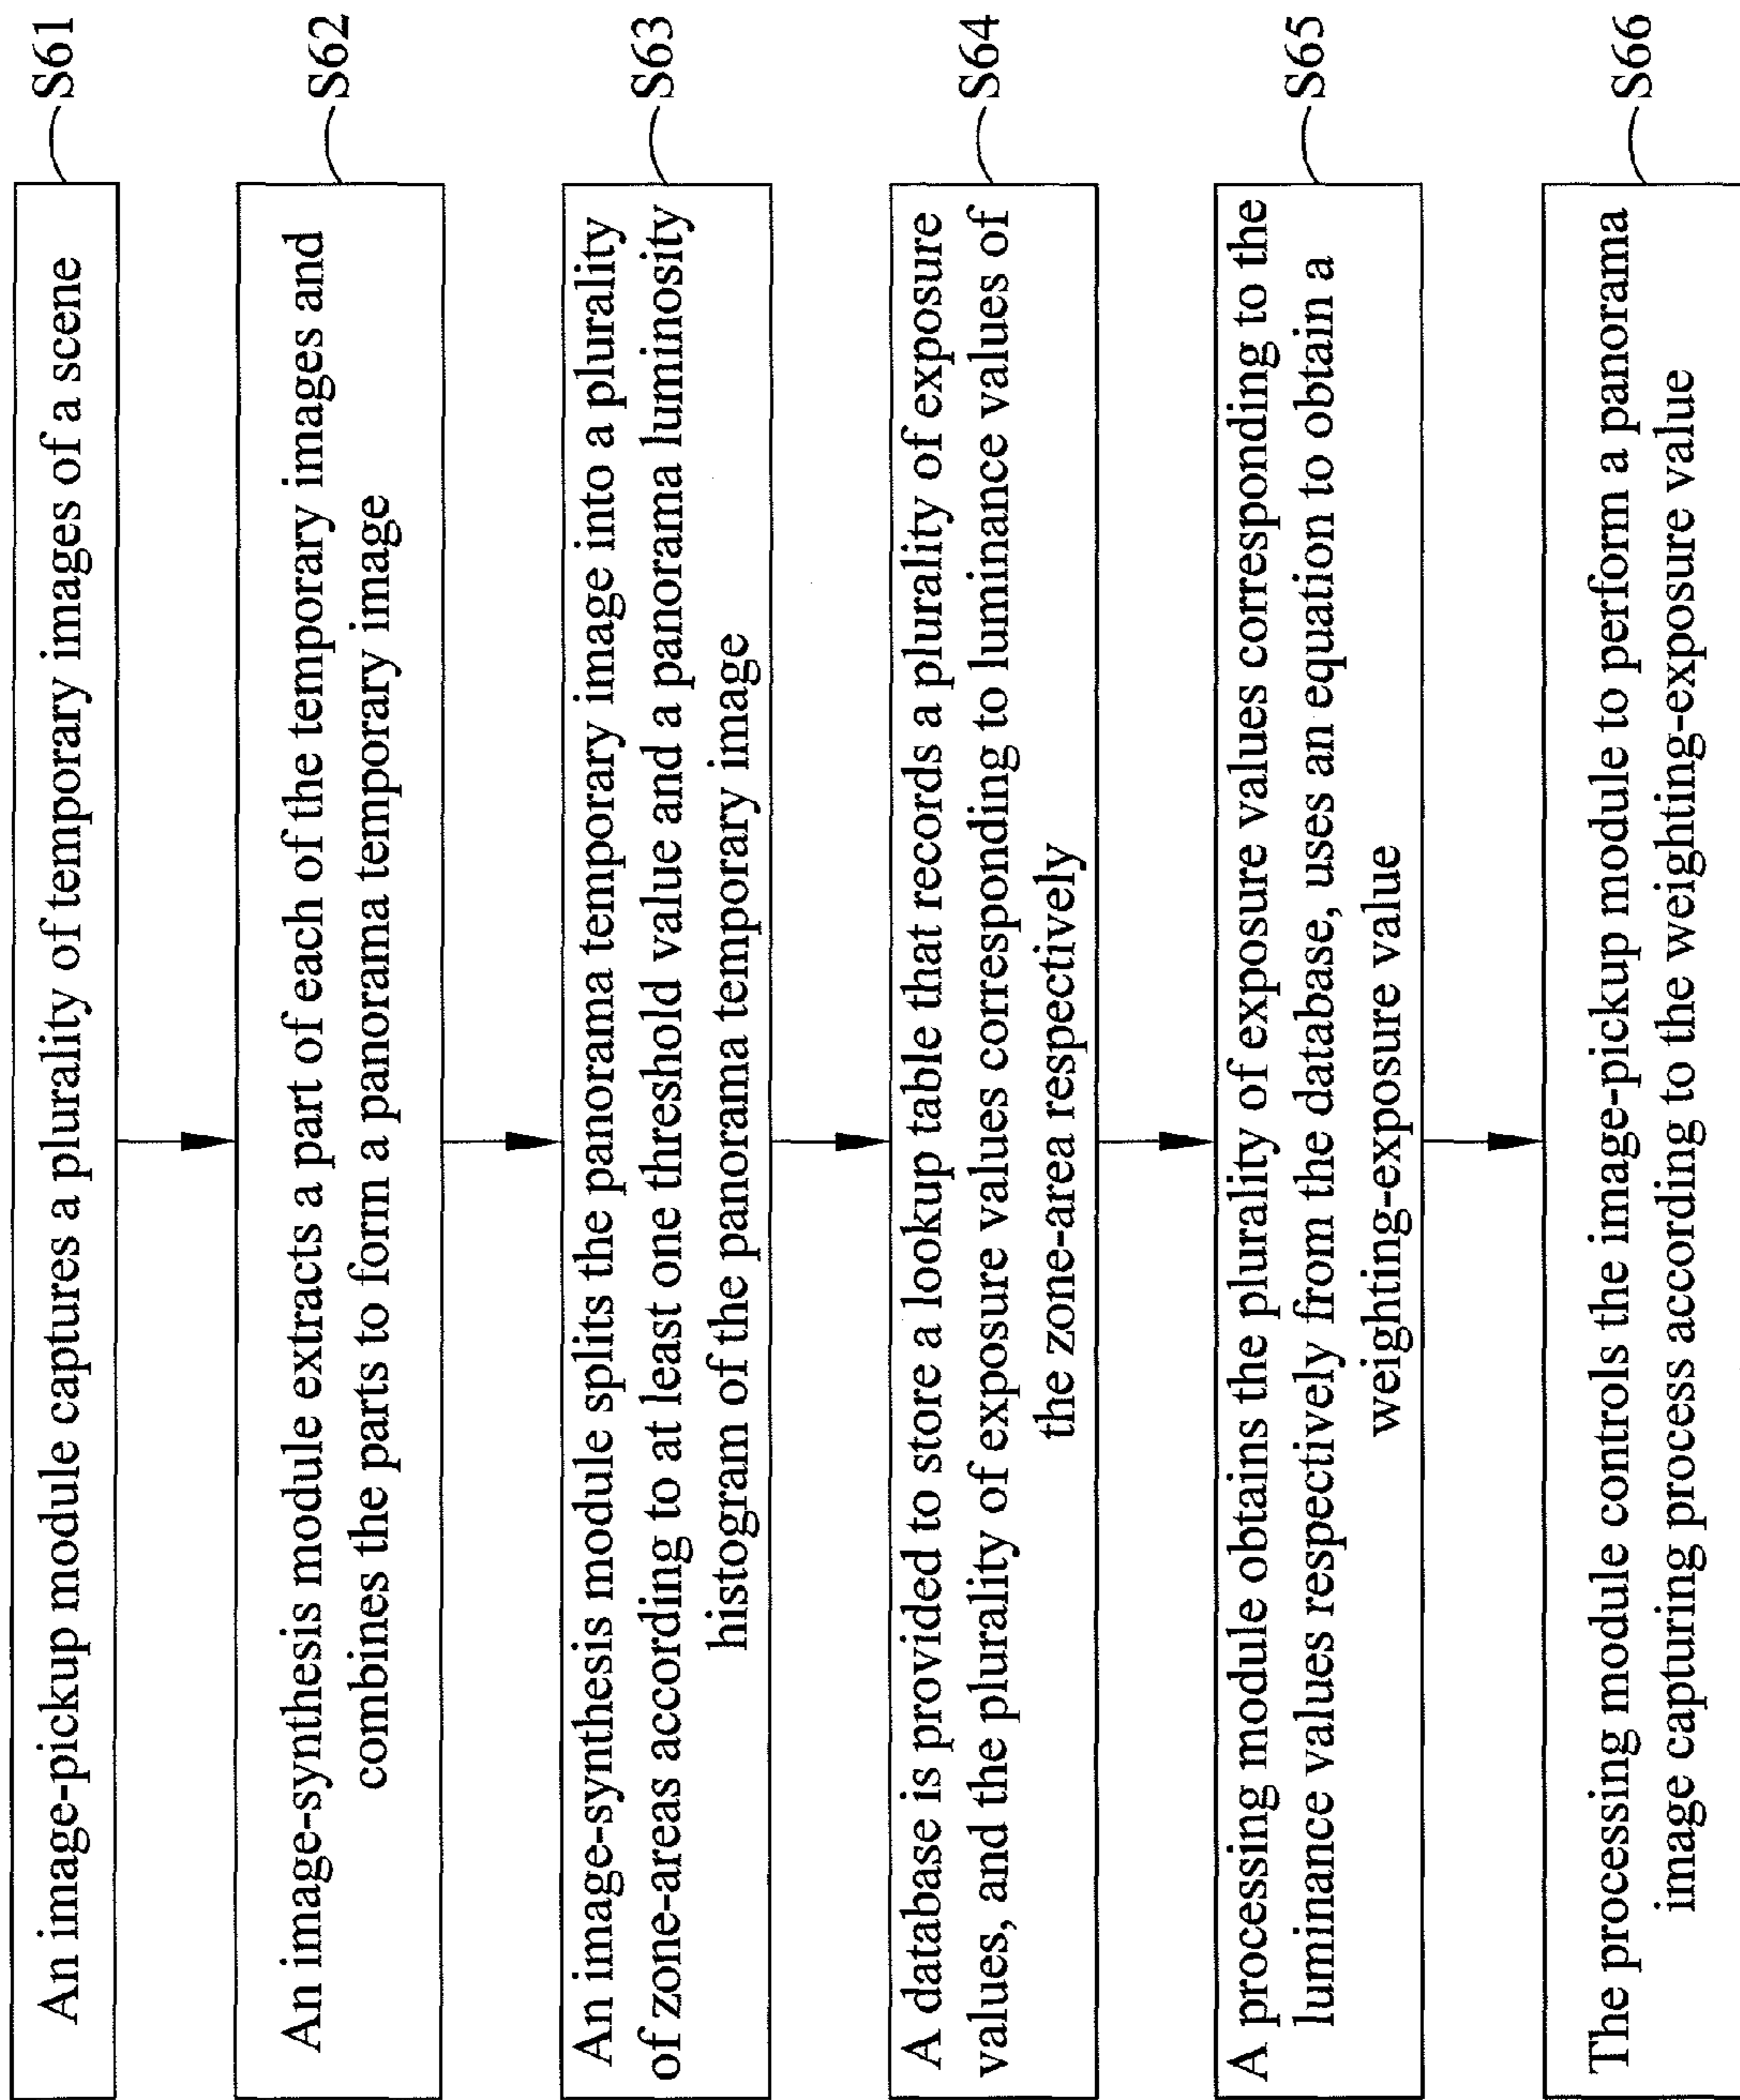 An image-pickup module captures a plurality of temporary images of a scene
S61
An image-synthesis module extracts a part of each of the temporary images and
combines the parts to form a panorama temporary image
S62
An image-synthesis module splits the panorama temporary image into a plurality
of zone-areas according to at least one threshold value and a panorama luminosity
histogram of the panorama temporary image
S63
A database is provided to store a lookup table that records a plurality of exposure
values, and the plurality of exposure values corresponding to luminance values of
the zone-area respectively
S64
A processing module obtains the plurality of exposure values corresponding to the
luminance values respectively from the database, uses an equation to obtain a
weighting-exposure value
S65
The processing module controls the image-pickup module to perform a panorama
image capturing process according to the weighting-exposure value
S66